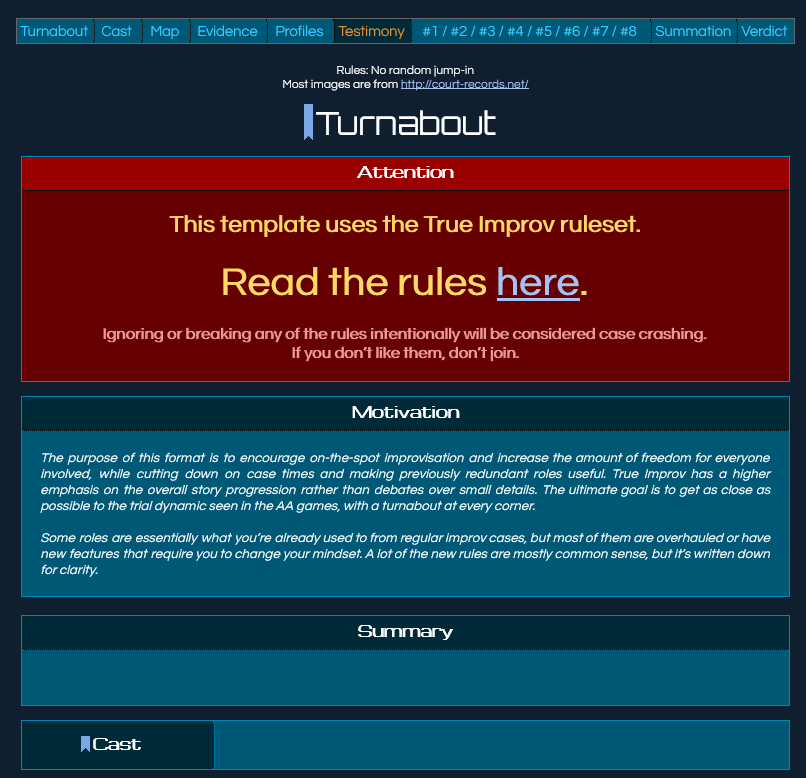 Turnabout Cast Map Evidence Profiles Testimony #1 / #2 / #3 / #4 / #5 / #6 / #7 / #8 Summation Verdict
Rules: No random jump-in
Most images are from http://court-records.net/
Turnabout
Attention
This template uses the True Improv ruleset.
Read the rules here.
Ignoring or breaking any of the rules intentionally will be considered case crashing.
If you don't like them, don't join.
Motivation
The purpose of this format is to encourage on-the-spot improvisation and increase the amount of freedom for everyone
involved, while cutting down on case times and making previously redundant roles useful. True Improv has a higher
emphasis on the overall story progression rather than debates over small details. The ultimate goal is to get as close as
possible to the trial dynamic seen in the AA games, with a turnabout at every corner.
Some roles are essentially what you're already used to from regular improv cases, but most of them are overhauled or have
new features that require you to change your mindset. A lot of the new rules are mostly common sense, but it's written down
for clarity.
Summary
Cast